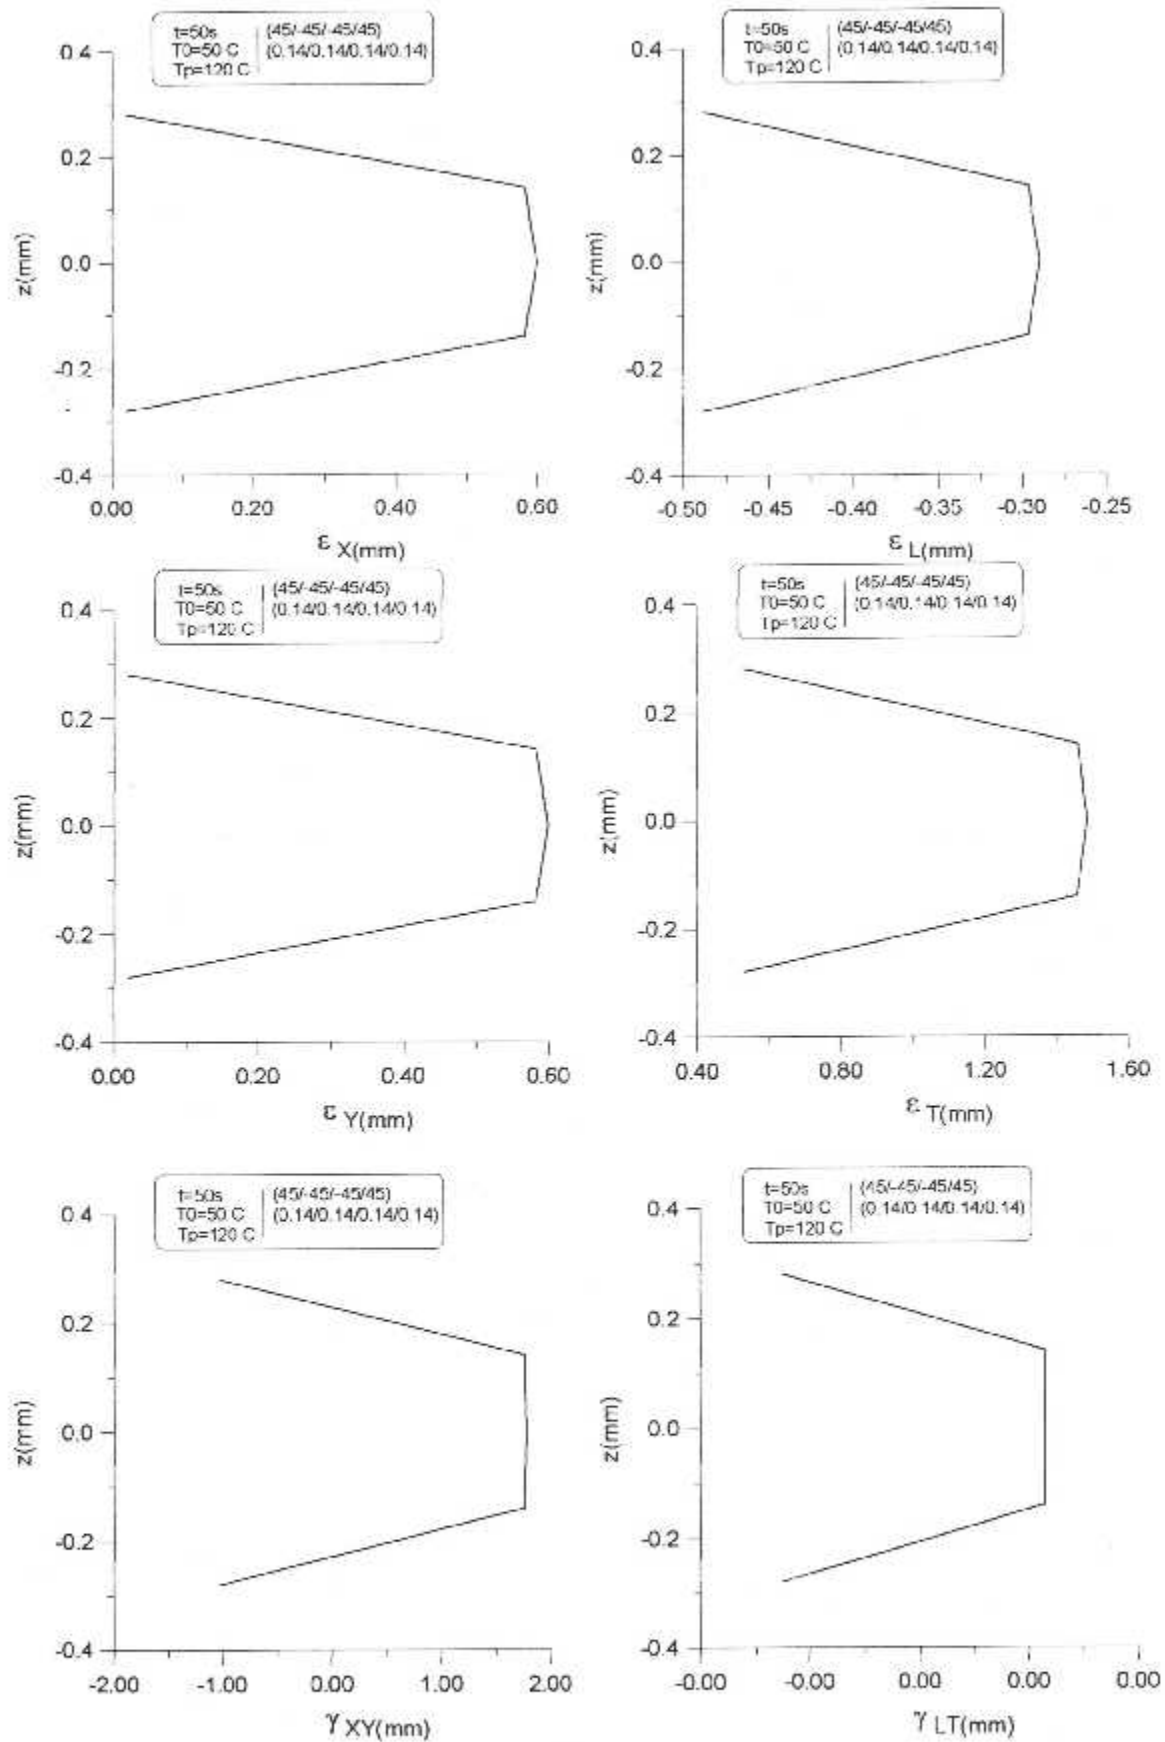 t=50s (45/-45/-45/45)
T0=50 C (0.14/0.14/0.14/0.14)
Tp=120 C
0.4
0.2
0.0
-0.2
-0.4
z(mm)
0.00 0.20 0.40 0.60
ε X(mm)
t=50s (45/-45/-45/45)
T0=50 C (0.14/0.14/0.14/0.14)
Tp=120 C
0.4
0.2
0.0
-0.2
-0.4
z(mm)
-0.50 -0.45 -0.40 -0.35 -0.30 -0.25
ε L(mm)
t=50s (45/-45/-45/45)
T0=50 C (0.14/0.14/0.14/0.14)
Tp=120 C
0.4
0.2
0.0
-0.2
-0.4
z(mm)
0.00 0.20 0.40 0.60
ε Y(mm)
t=50s (45/-45/-45/45)
T0=50 C (0.14/0.14/0.14/0.14)
Tp=120 C
0.4
0.2
0.0
-0.2
-0.4
z(mm)
0.40 0.80 1.20 1.60
ε T(mm)
t=50s (45/-45/-45/45)
T0=50 C (0.14/0.14/0.14/0.14)
Tp=120 C
0.4
0.2
0.0
-0.2
-0.4
z(mm)
-2.00 -1.00 0.00 1.00 2.00
γ XY(mm)
t=50s (45/-45/-45/45)
T0=50 C (0.14/0.14/0.14/0.14)
Tp=120 C
0.4
0.2
0.0
-0.2
-0.4
z(mm)
-0.00 -0.00 0.00 0.00 0.00
γ LT(mm)